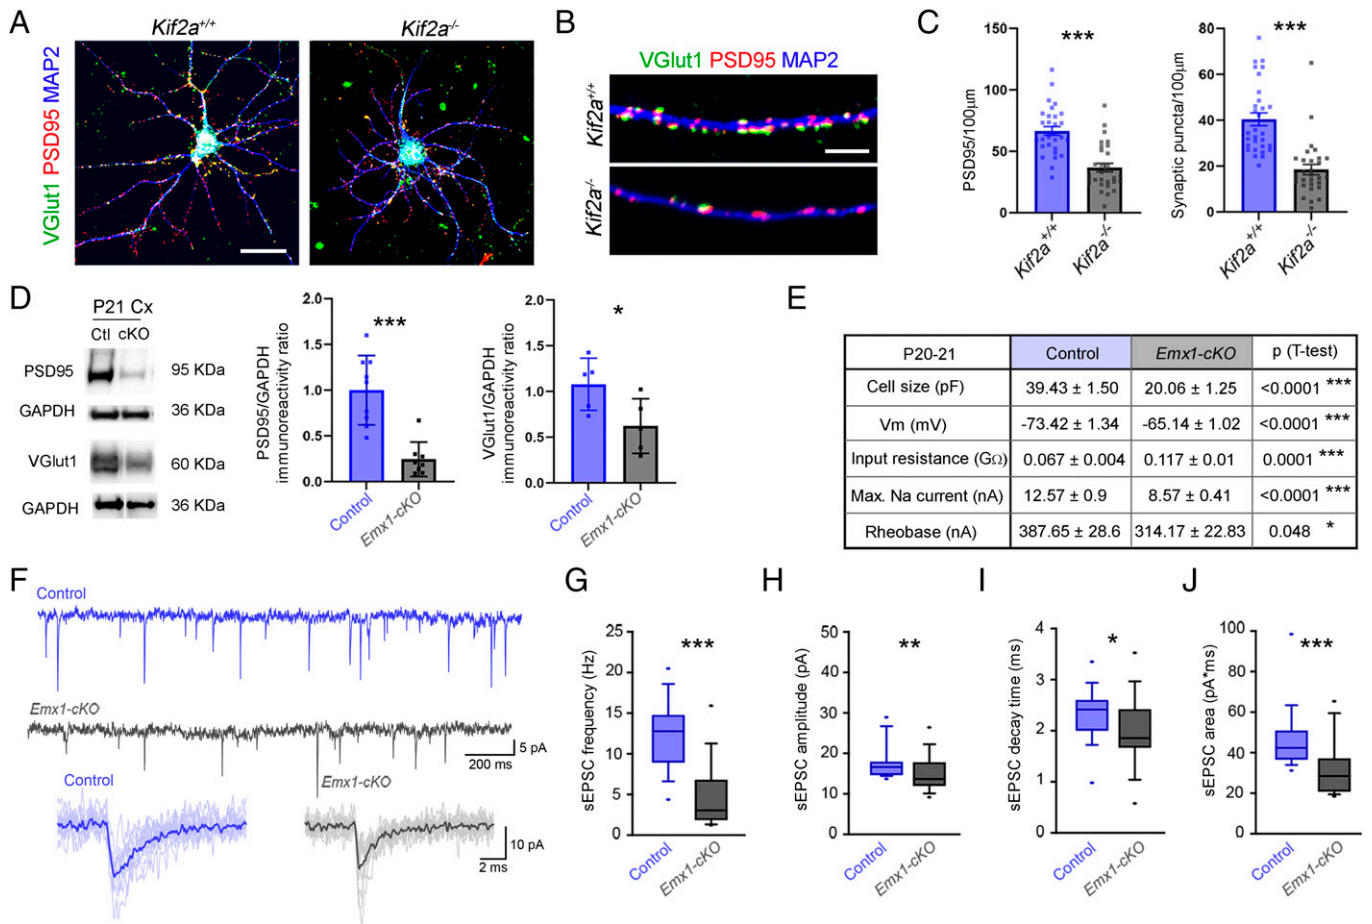 A
Kif2a+/+
Kif2a-/-
VGlut1 PSD95 MAP2
B
VGlut1 PSD95 MAP2
Kif2a+/+
Kif2a-/-
C
***
PSD95/100μm
150
100
50
0
Kif2a+/+
Kif2a-/-
***
Synaptic puncta/100μm
80
60
40
20
0
Kif2a+/+
Kif2a-/-
D
P21 Cx
Ctl cKO
PSD95 95 KDa
GAPDH 36 KDa
VGlut1 60 KDa
GAPDH 36 KDa
PSD95/GAPDH
immunoreactivity ratio
2.0
1.5
1.0
0.5
0.0
***
Control
Emx1-cKO
VGlut1/GAPDH
immunoreactivity ratio
2.0
1.5
1.0
0.5
0.0
*
Control
Emx1-cKO
E
P20-21 Control Emx1-cKO p (T-test)
Cell size (pF) 39.43 ± 1.50 20.06 ± 1.25 <0.0001 ***
Vm (mV) -73.42 ± 1.34 -65.14 ± 1.02 <0.0001 ***
Input resistance (GΩ) 0.067 ± 0.004 0.117 ± 0.01 0.0001 ***
Max. Na current (nA) 12.57 ± 0.9 8.57 ± 0.41 <0.0001 ***
Rheobase (nA) 387.65 ± 28.6 314.17 ± 22.83 0.048 *
F
Control
Emx1-cKO
5 pA
200 ms
Control
Emx1-cKO
10 pA
2 ms
G
sEPSC frequency (Hz)
25
20
15
10
5
0
***
Control
Emx1-cKO
H
sEPSC amplitude (pA)
50
40
30
20
10
0
**
Control
Emx1-cKO
I
sEPSC decay time (ms)
4
3
2
1
0
*
Control
Emx1-cKO
J
sEPSC area (pA*ms)
100
80
60
40
20
0
***
Control
Emx1-cKO